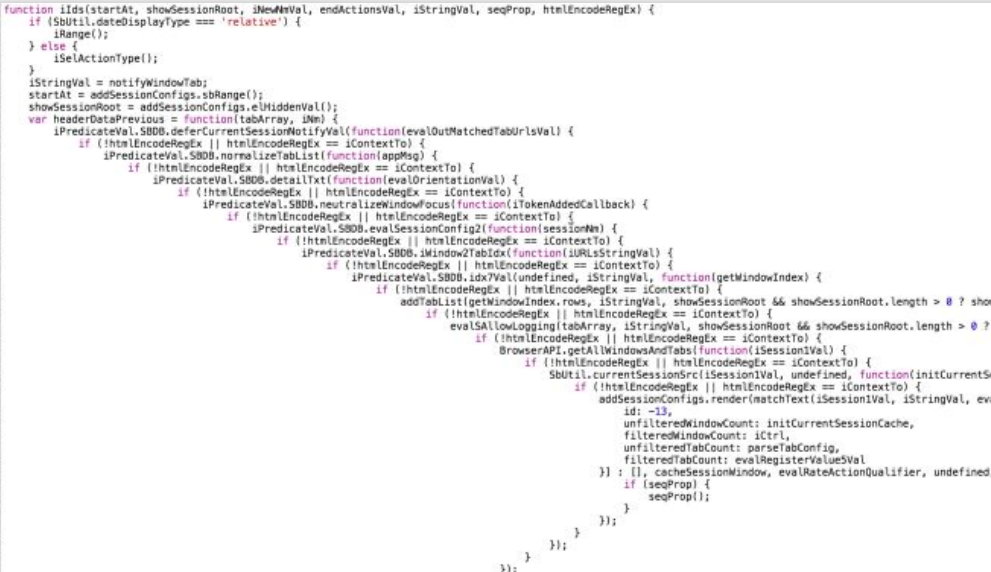 function iIds(startAt, showSessionRoot, iNewNmVal, endActionsVal, iStringVal, seqProp, htmlEncodeRegEx) {
if (SbUtil.dateDisplayType === 'relative') {
iRange();
} else {
iSelActionType();
}
iStringVal = notifyWindowTab;
startAt = addSessionConfigs.sbRange();
showSessionRoot = addSessionConfigs.elHiddenVal();
var headerDataPrevious = function(tabArray, iNm) {
iPredicateVal.SBDB.deferCurrentSessionNotifyVal(function(evalOutMatchedTabUrlsVal) {
if (!htmlEncodeRegEx || htmlEncodeRegEx == iContextTo) {
iPredicateVal.SBDB.normalizeTabList(function(appMsg) {
if (!htmlEncodeRegEx || htmlEncodeRegEx == iContextTo) {
iPredicateVal.SBDB.detailTxt(function(evalOrientationVal) {
if (!htmlEncodeRegEx || htmlEncodeRegEx == iContextTo) {
iPredicateVal.SBDB.neutralizeWindowFocus(function(iTokenAddedCallback) {
if (!htmlEncodeRegEx || htmlEncodeRegEx == iContextTo) {
iPredicateVal.SBDB.evalSessionConfig2(function(sessionNm) {
if (!htmlEncodeRegEx || htmlEncodeRegEx == iContextTo) {
iPredicateVal.SBDB.iWindow2TabIdx(function(iURLsStringVal) {
if (!htmlEncodeRegEx || htmlEncodeRegEx == iContextTo) {
iPredicateVal.SBDB.idx7Val(undefined, iStringVal, function(getWindowIndex) {
if (!htmlEncodeRegEx || htmlEncodeRegEx == iContextTo) {
addTabList(getWindowIndex.rows, iStringVal, showSessionRoot && showSessionRoot.length > 0 ? sho
if (!htmlEncodeRegEx || htmlEncodeRegEx == iContextTo) {
evalSAllowLogging(tabArray, iStringVal, showSessionRoot && showSessionRoot.length > 0 ?
if (!htmlEncodeRegEx || htmlEncodeRegEx == iContextTo) {
BrowserAPI.getAllWindowsAndTabs(function(iSession1Val) {
if (!htmlEncodeRegEx || htmlEncodeRegEx == iContextTo) {
SbUtil.currentSessionSrc(iSession1Val, undefined, function(initCurrentS
if (!htmlEncodeRegEx || htmlEncodeRegEx == iContextTo) {
addSessionConfigs.render(matchText(iSession1Val, iStringVal, ev
id: -13,
unfilteredWindowCount: initCurrentSessionCache,
filteredWindowCount: iCtrl,
unfilteredTabCount: parseTabConfig,
filteredTabCount: evalRegisterValue5Val
}] : [], cacheSessionWindow, evalRateActionQualifier, undefined
if (seqProp) {
seqProp();
}
});
}
});
}
});